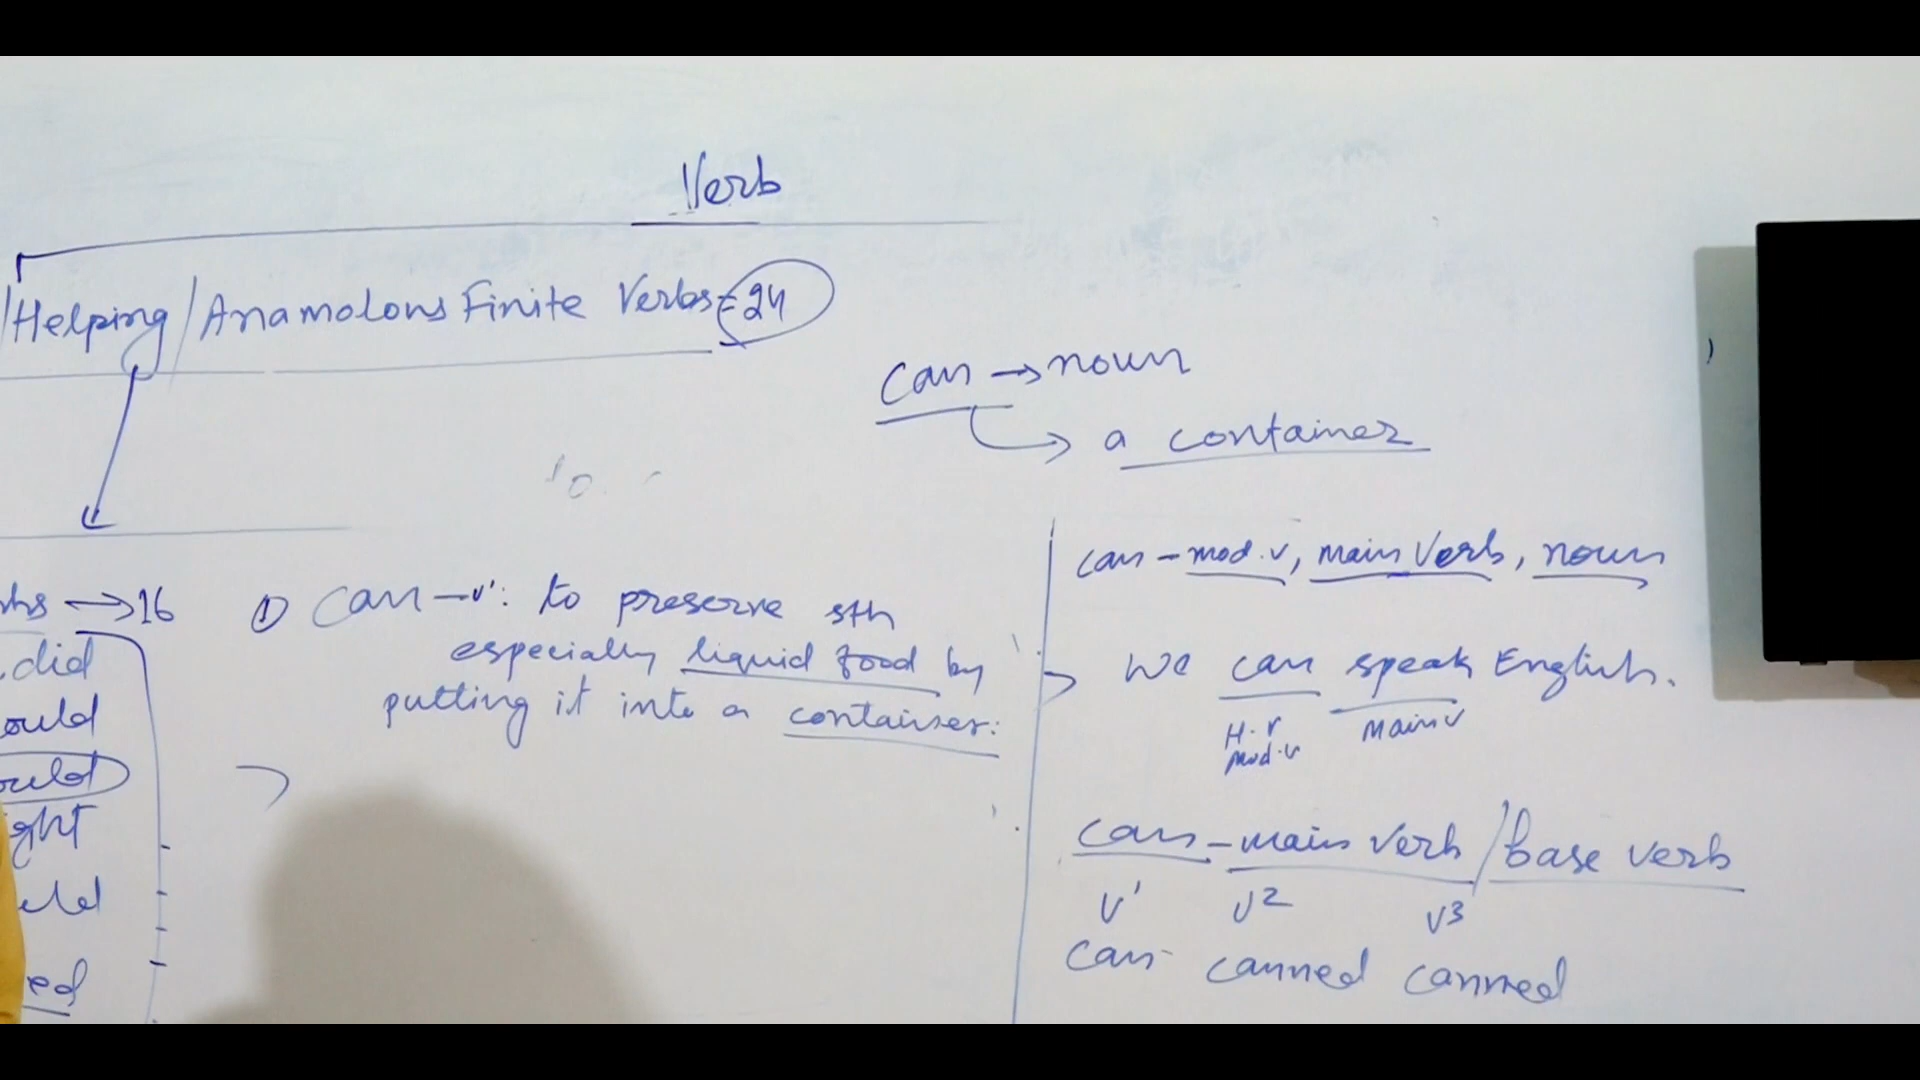 Verb
/Helping/Anamolous Finite Verbs=24
can → noun
a container
→16
did
① can - v': to preserve sth
especially liquid food by
putting it into a container:
can - mod.v, main verb, noun
We can speak English.
H.v main v
mod.v
can - main verb / base verb
v' v2 v3
can canned canned